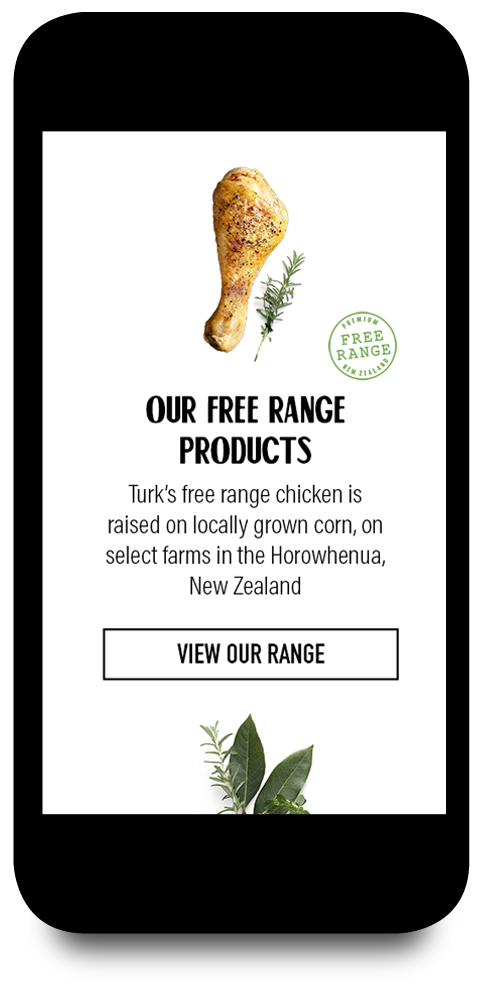 PREMIUM
FREE
RANGE
NEW ZEALAND
OUR FREE RANGE
PRODUCTS
Turk's free range chicken is
raised on locally grown corn, on
select farms in the Horowhenua,
New Zealand
VIEW OUR RANGE